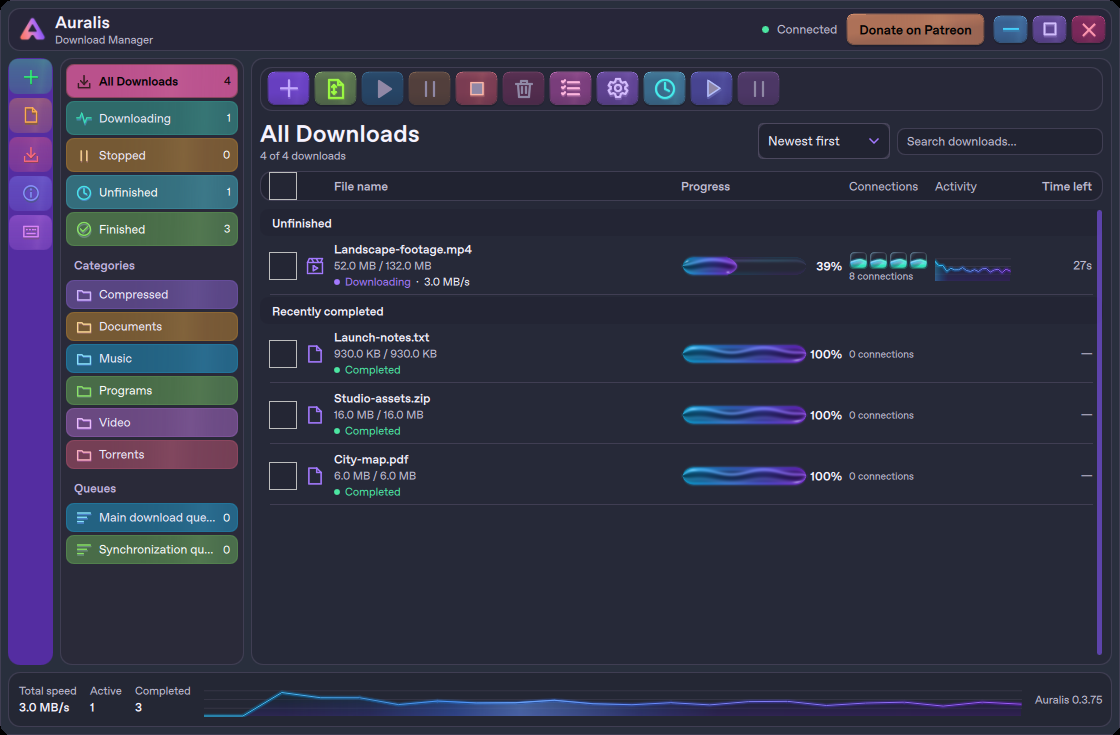 Auralis
Download Manager
Connected
Donate on Patreon
All Downloads 4
Downloading 1
Stopped 0
Unfinished 1
Finished 3
Categories
Compressed
Documents
Music
Programs
Video
Torrents
Queues
Main download que... 0
Synchronization qu... 0
All Downloads
4 of 4 downloads
Newest first
Search downloads...
File name Progress Connections Activity Time left
Unfinished
Landscape-footage.mp4
52.0 MB / 132.0 MB
Downloading · 3.0 MB/s
39%
8 connections
27s
Recently completed
Launch-notes.txt
930.0 KB / 930.0 KB
Completed
100% 0 connections —
Studio-assets.zip
16.0 MB / 16.0 MB
Completed
100% 0 connections —
City-map.pdf
6.0 MB / 6.0 MB
Completed
100% 0 connections —
Total speed Active Completed
3.0 MB/s 1 3
Auralis 0.3.75